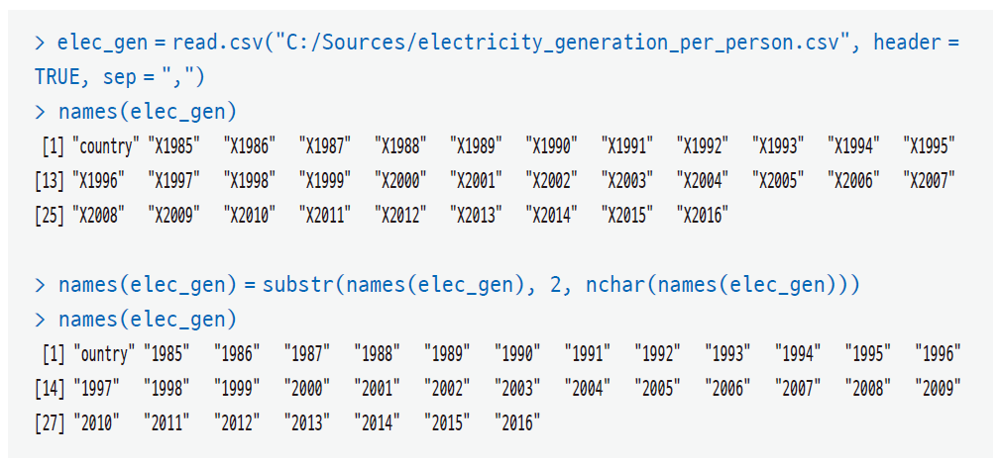 > elec_gen = read.csv("C:/Sources/electricity_generation_per_person.csv", header =
TRUE, sep = ",")
> names(elec_gen)
[1] "country" "X1985" "X1986" "X1987" "X1988" "X1989" "X1990" "X1991" "X1992" "X1993" "X1994" "X1995"
[13] "X1996" "X1997" "X1998" "X1999" "X2000" "X2001" "X2002" "X2003" "X2004" "X2005" "X2006" "X2007"
[25] "X2008" "X2009" "X2010" "X2011" "X2012" "X2013" "X2014" "X2015" "X2016"
> names(elec_gen) = substr(names(elec_gen), 2, nchar(names(elec_gen)))
> names(elec_gen)
[1] "ountry" "1985" "1986" "1987" "1988" "1989" "1990" "1991" "1992" "1993" "1994" "1995" "1996"
[14] "1997" "1998" "1999" "2000" "2001" "2002" "2003" "2004" "2005" "2006" "2007" "2008" "2009"
[27] "2010" "2011" "2012" "2013" "2014" "2015" "2016"